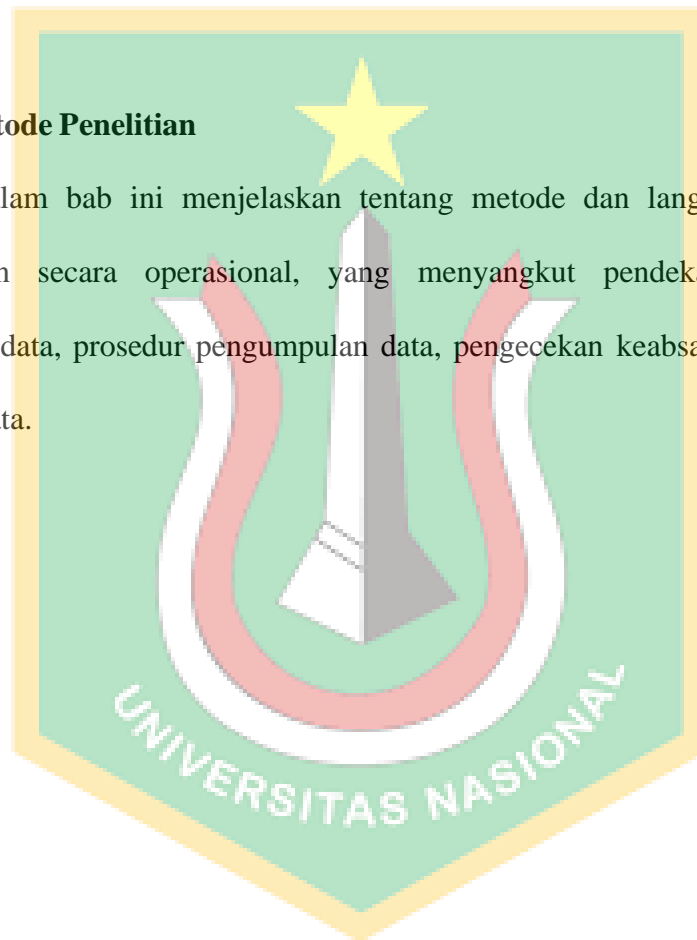 tode Penelitian
lam bab ini menjelaskan tentang metode dan lang
secara operasional, yang menyangkut pendek
data, prosedur pengumpulan data, pengecekan keabsa
ta.
UNIVERSITAS NASIONAL